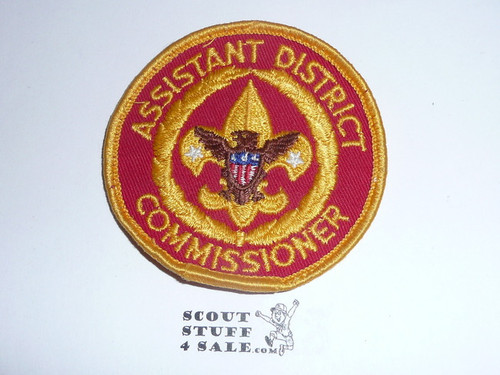 ASSISTANT DISTRICT
COMMISSIONER
SCOUT
STUFF
4 SALE.com